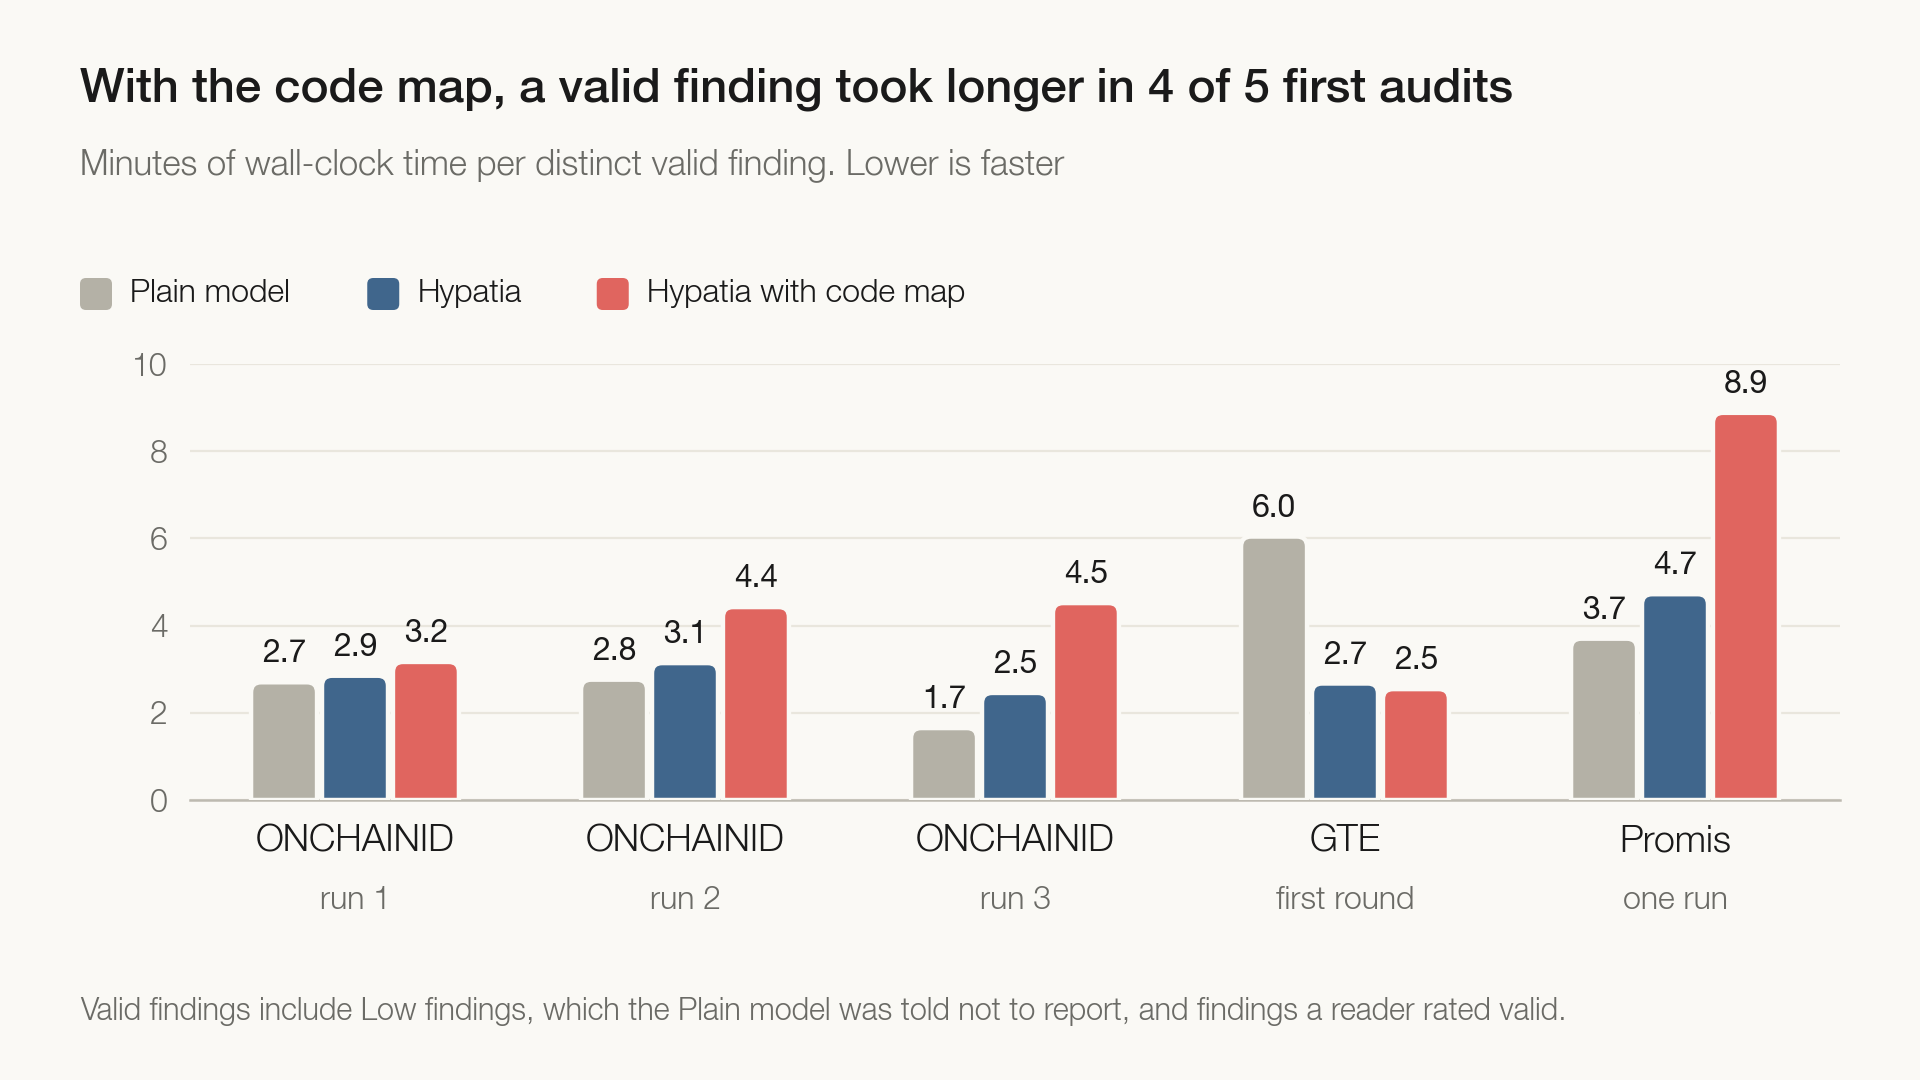 With the code map, a valid finding took longer in 4 of 5 first audits
Minutes of wall-clock time per distinct valid finding. Lower is faster
Plain model
Hypatia
Hypatia with code map
10
8
6
4
2
0
2.7
2.9
3.2
2.8
3.1
4.4
1.7
2.5
4.5
6.0
2.7
2.5
3.7
4.7
8.9
ONCHAINID
run 1
ONCHAINID
run 2
ONCHAINID
run 3
GTE
first round
Promis
one run
Valid findings include Low findings, which the Plain model was told not to report, and findings a reader rated valid.